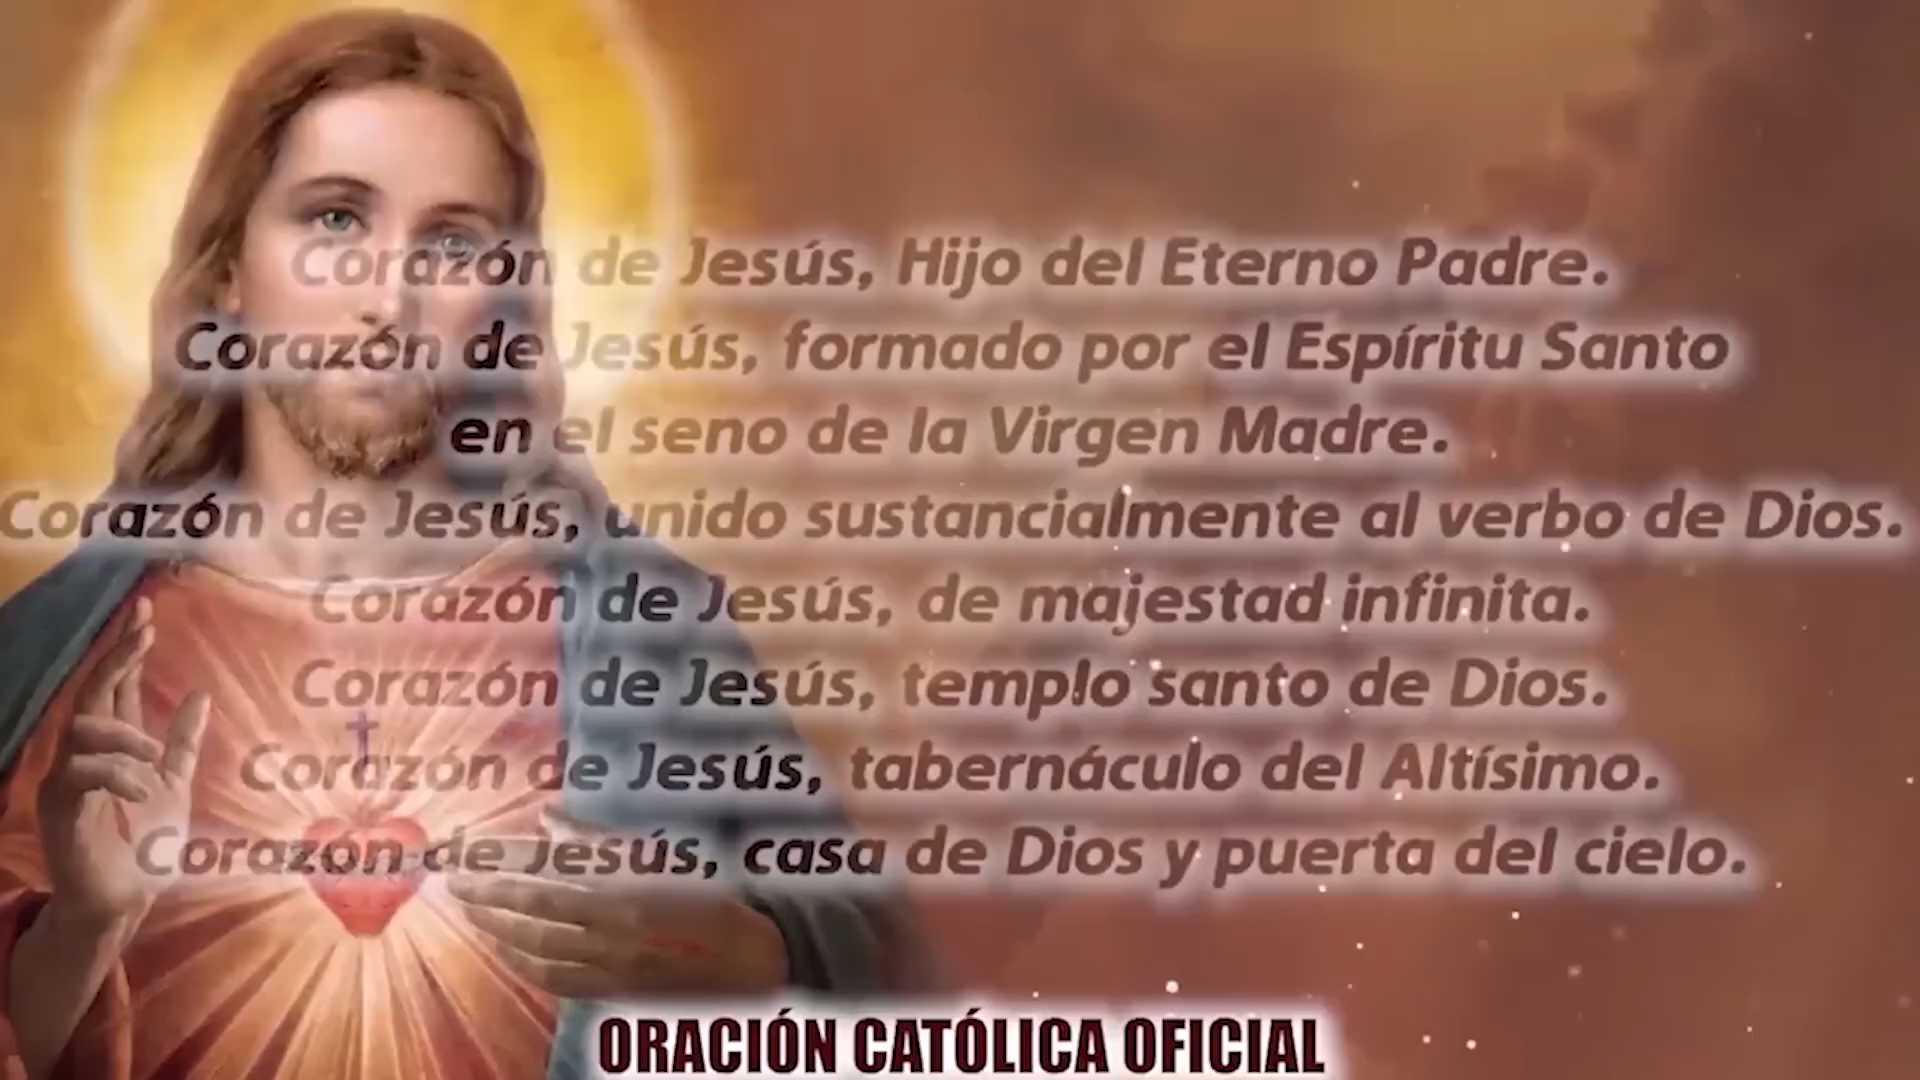 Corazón de Jesús, Hijo del Eterno Padre.
Corazón de Jesús, formado por el Espíritu Santo
en el seno de la Virgen Madre.
Corazón de Jesús, unido sustancialmente al verbo de Dios.
Corazón de Jesús, de majestad infinita.
Corazón de Jesús, templo santo de Dios.
Corazón de Jesús, tabernáculo del Altísimo.
Corazón de Jesús, casa de Dios y puerta del cielo.
ORACIÓN CATÓLICA OFICIAL